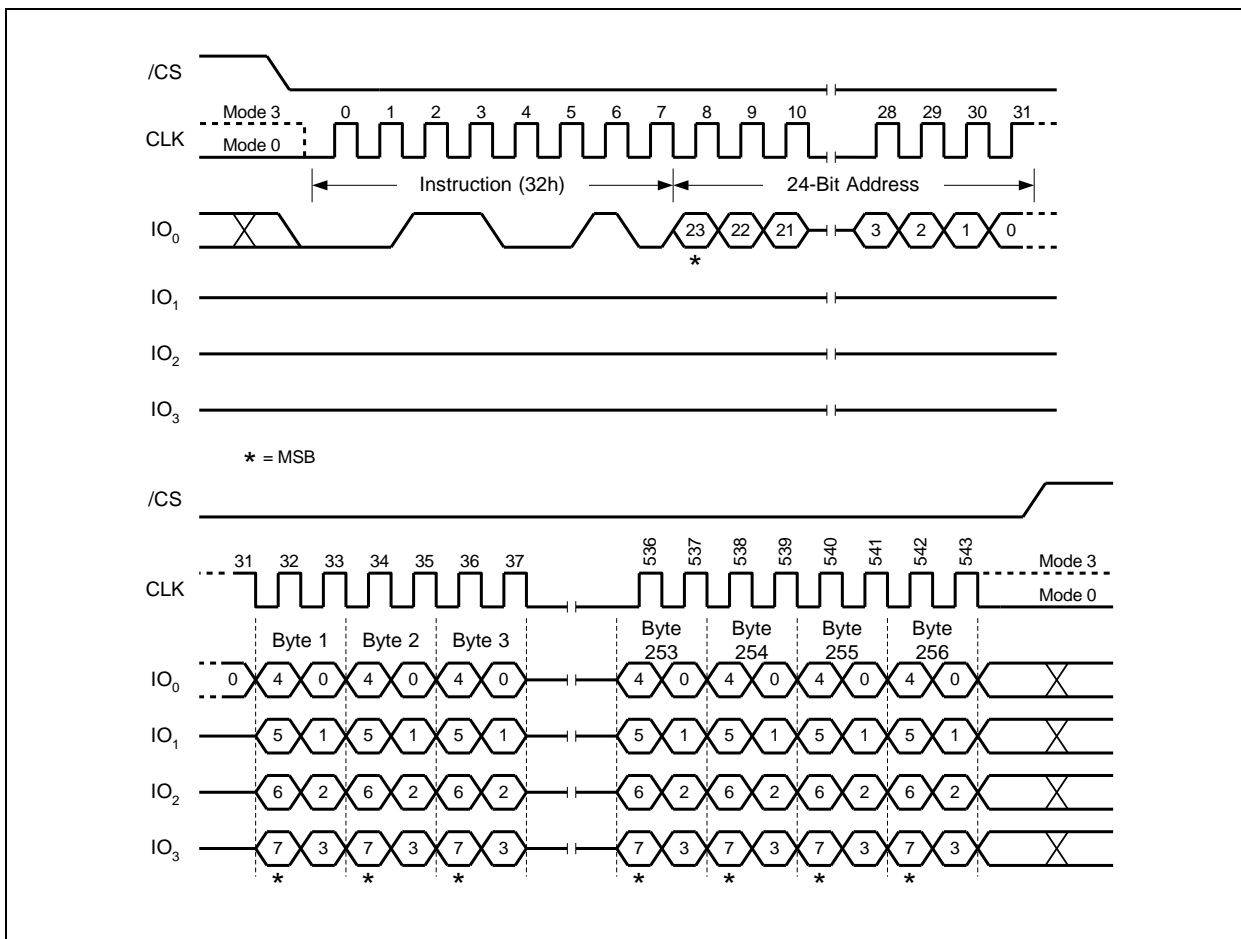 /CS
Mode 3 0 1 2 3 4 5 6 7 8 9 10 28 29 30 31
CLK
Mode 0
Instruction (32h) 24-Bit Address
IO0 23 22 21 3 2 1 0
*
IO1
IO2
IO3
* = MSB
/CS
31 32 33 34 35 36 37 536 537 538 539 540 541 542 543 Mode 3
CLK
Mode 0
Byte 1 Byte 2 Byte 3 Byte 253 Byte 254 Byte 255 Byte 256
IO0 0 4 0 4 0 4 0 4 0 4 0 4 0 4 0
IO1 5 1 5 1 5 1 5 1 5 1 5 1 5 1
IO2 6 2 6 2 6 2 6 2 6 2 6 2 6 2
IO3 7 3 7 3 7 3 7 3 7 3 7 3 7 3
* * * * * * *